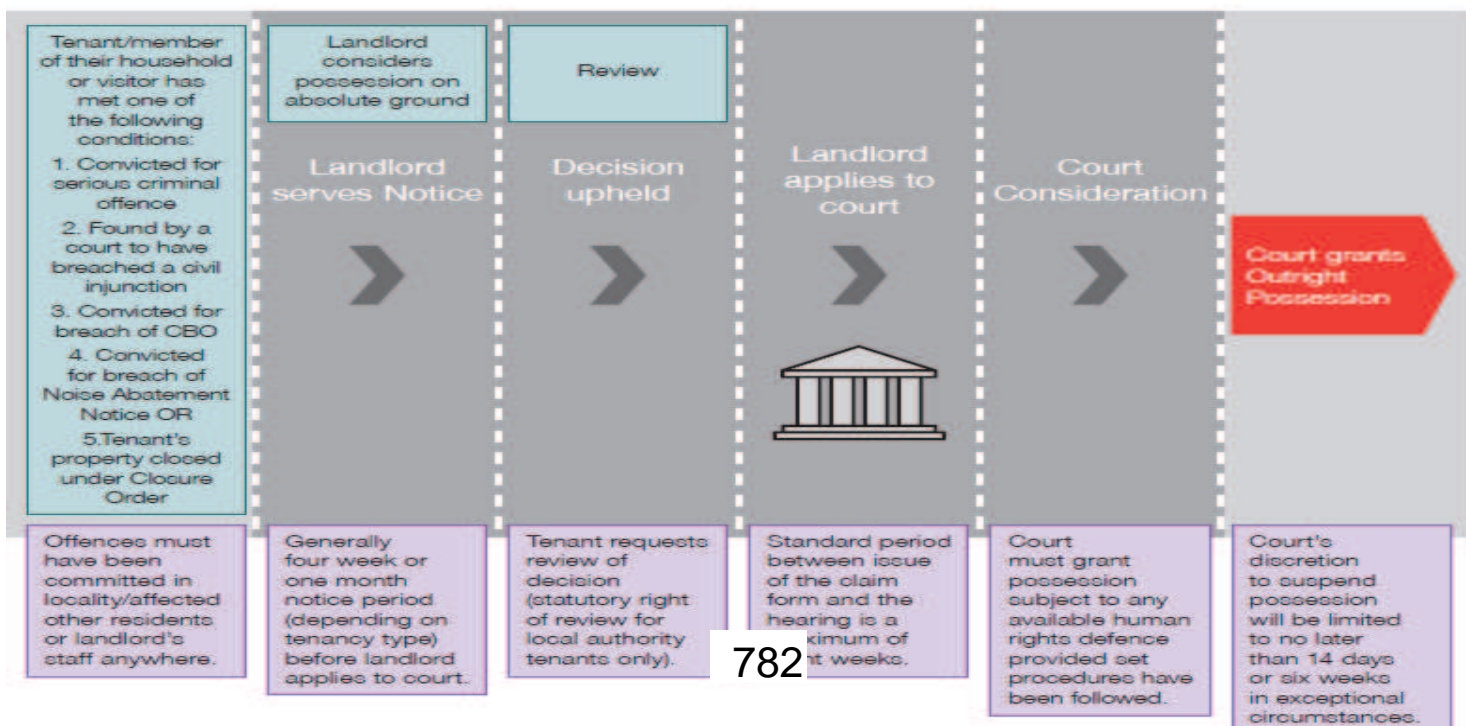 Tenant/member
of their household
or visitor has
met one of
the following
conditions:
1. Convicted for
serious criminal
offence
2. Found by a
court to have
breached a civil
injunction
3. Convicted for
breach of CBO
4. Convicted
for breach of
Noise Abatement
Notice OR
5.Tenant's
property closed
under Closure
Order
Offences must
have been
committed in
locality/affected
other residents
or landlord's
staff anywhere.
Landlord
considers
possession on
absolute ground
Landlord
serves Notice
Generally
four week or
one month
notice period
(depending on
tenancy type)
before landlord
applies to court.
Review
Decision
upheld
Tenant requests
review of
decision
(statutory right
of review for
local authority
tenants only).
Landlord
applies to
court
Standard period
between issue
of the claim
form and the
hearing is a
of
weeks.
782
Court
Consideration
Court
must grant
possession
subject to any
available human
rights defence
provided set
procedures have
been followed.
Court grants
Outright
Possession
Court's
discretion
to suspend
possession
will be limited
to no later
than 14 days
or six weeks
in exceptional
circumstances.